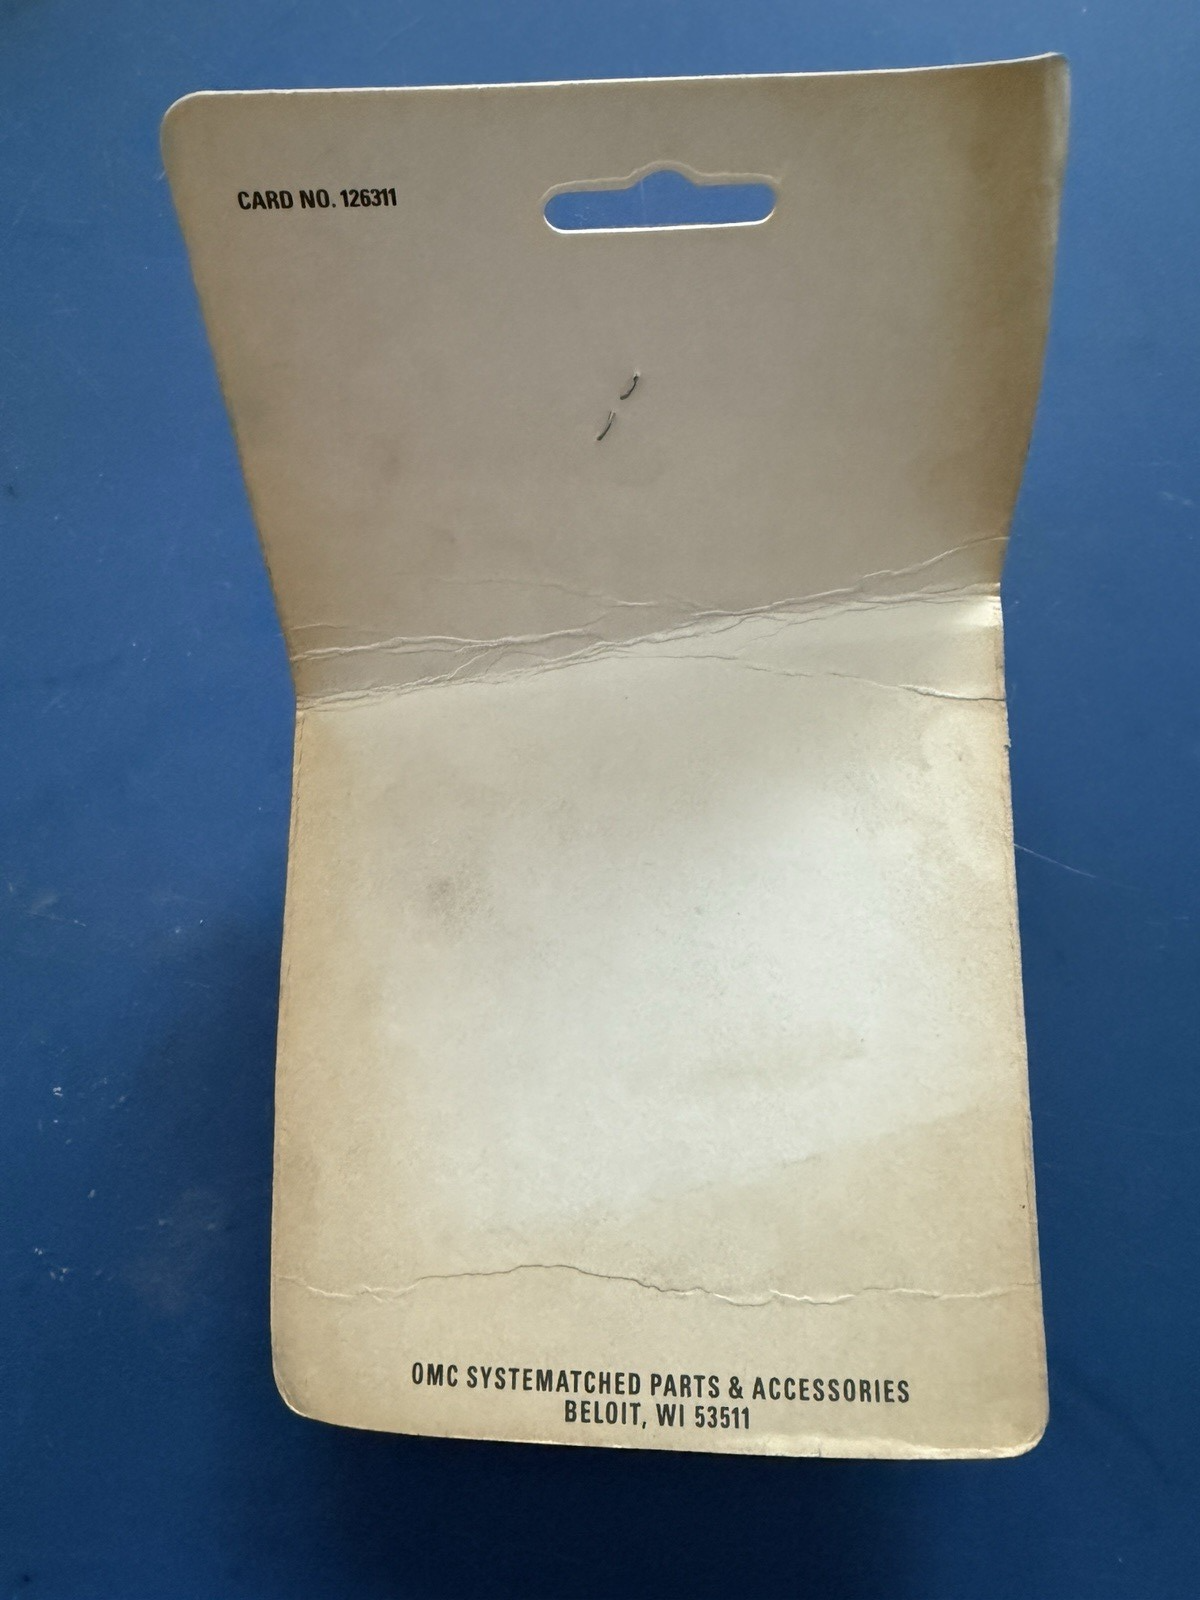 CARD NO. 126311
OMC SYSTEMATCHED PARTS & ACCESSORIES
BELOIT, WI 53511